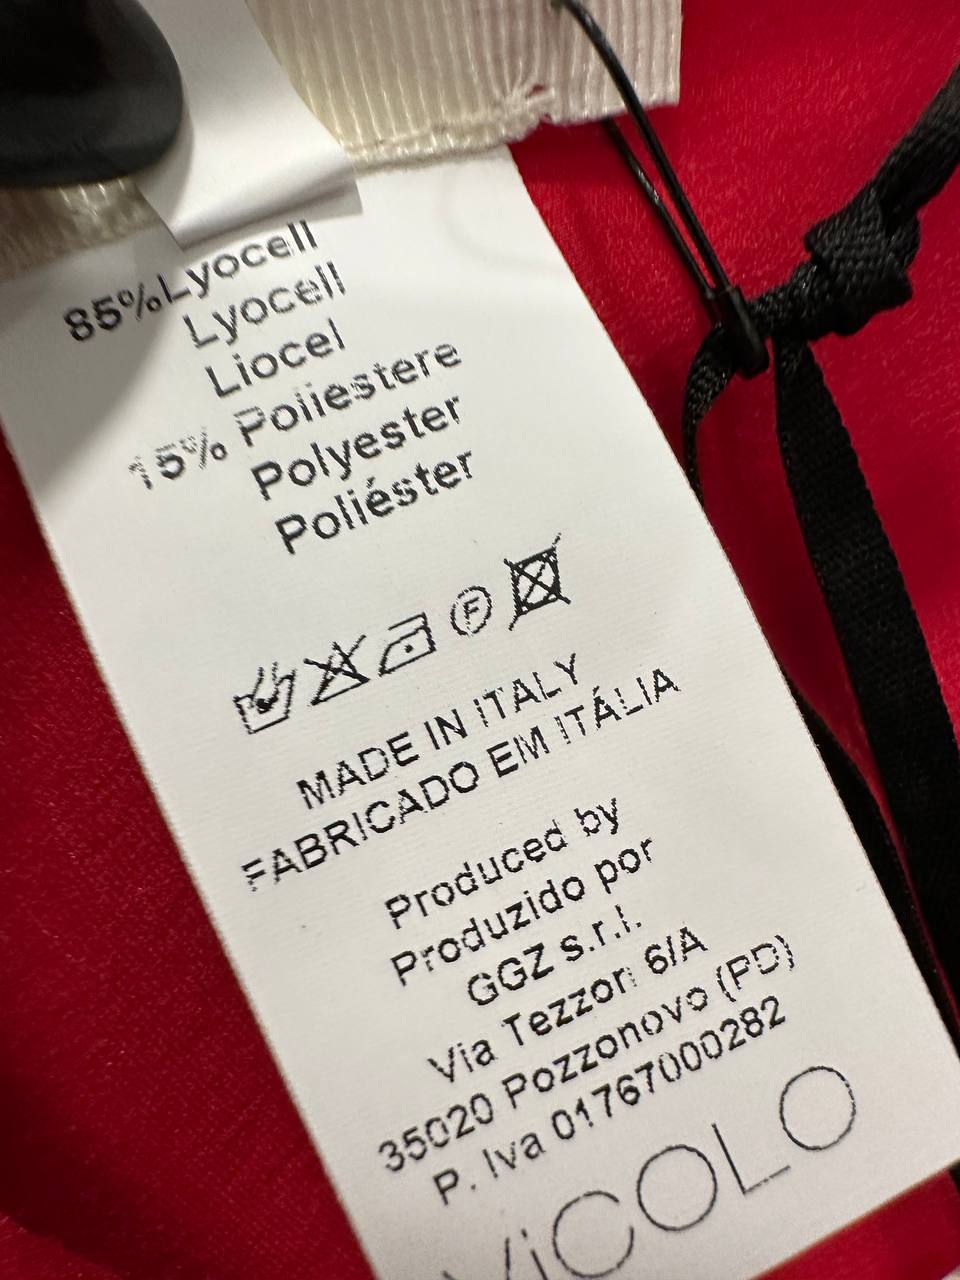 85%Lyocell
Lyocell
Liocel
15% Poliestere
Polyester
Poliéster
F
MADE IN ITALY
FABRICADO EM ITÁLIA
Produced by
Produzido por
GGZ s.r.l.
Via Tezzon 6/A
35020 Pozzonovo (PD)
P. Iva 01767000282
ViCOLO